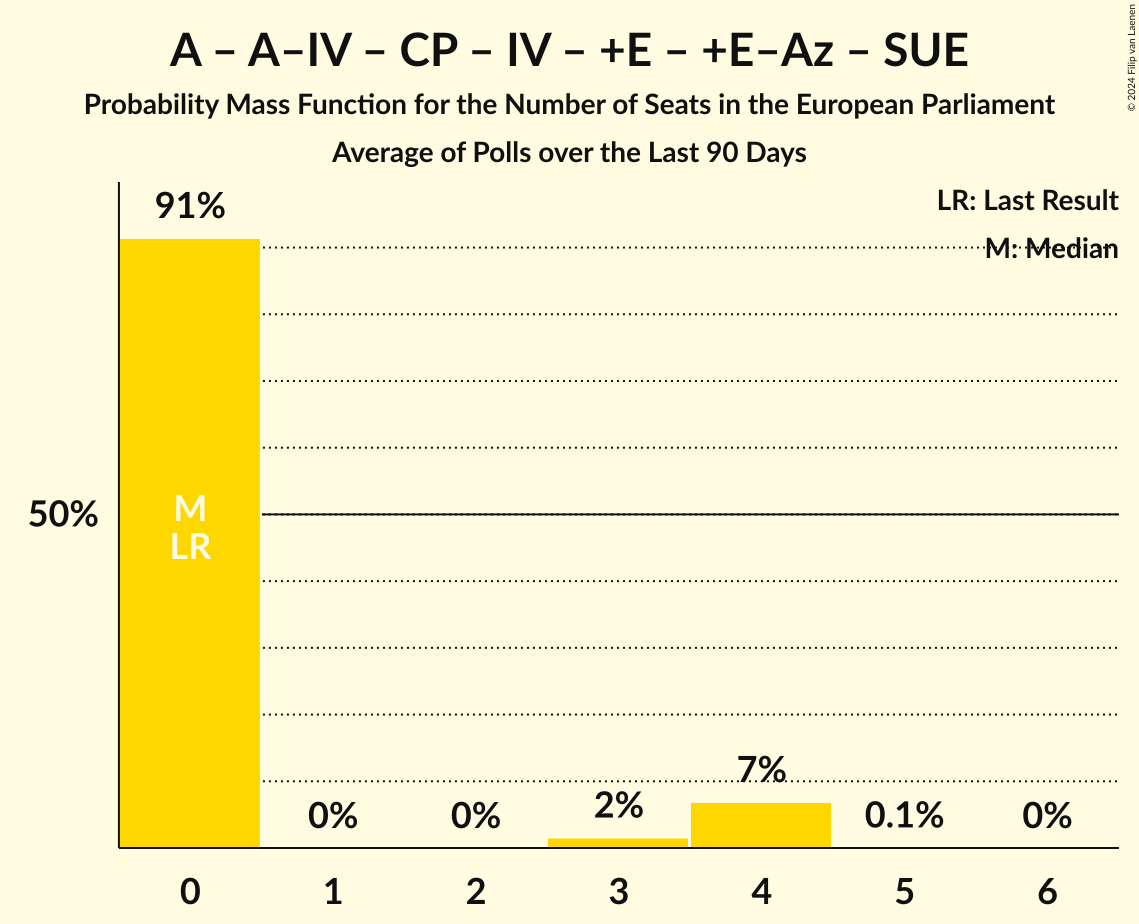 A – A–IV – CP – IV – +E – +E–Az – SUE
Probability Mass Function for the Number of Seats in the European Parliament
Average of Polls over the Last 90 Days
© 2024 Filip van Laenen
LR: Last Result
M: Median
91%
50%
M
LR
0%
0%
2%
7%
0.1%
0%
0
1
2
3
4
5
6